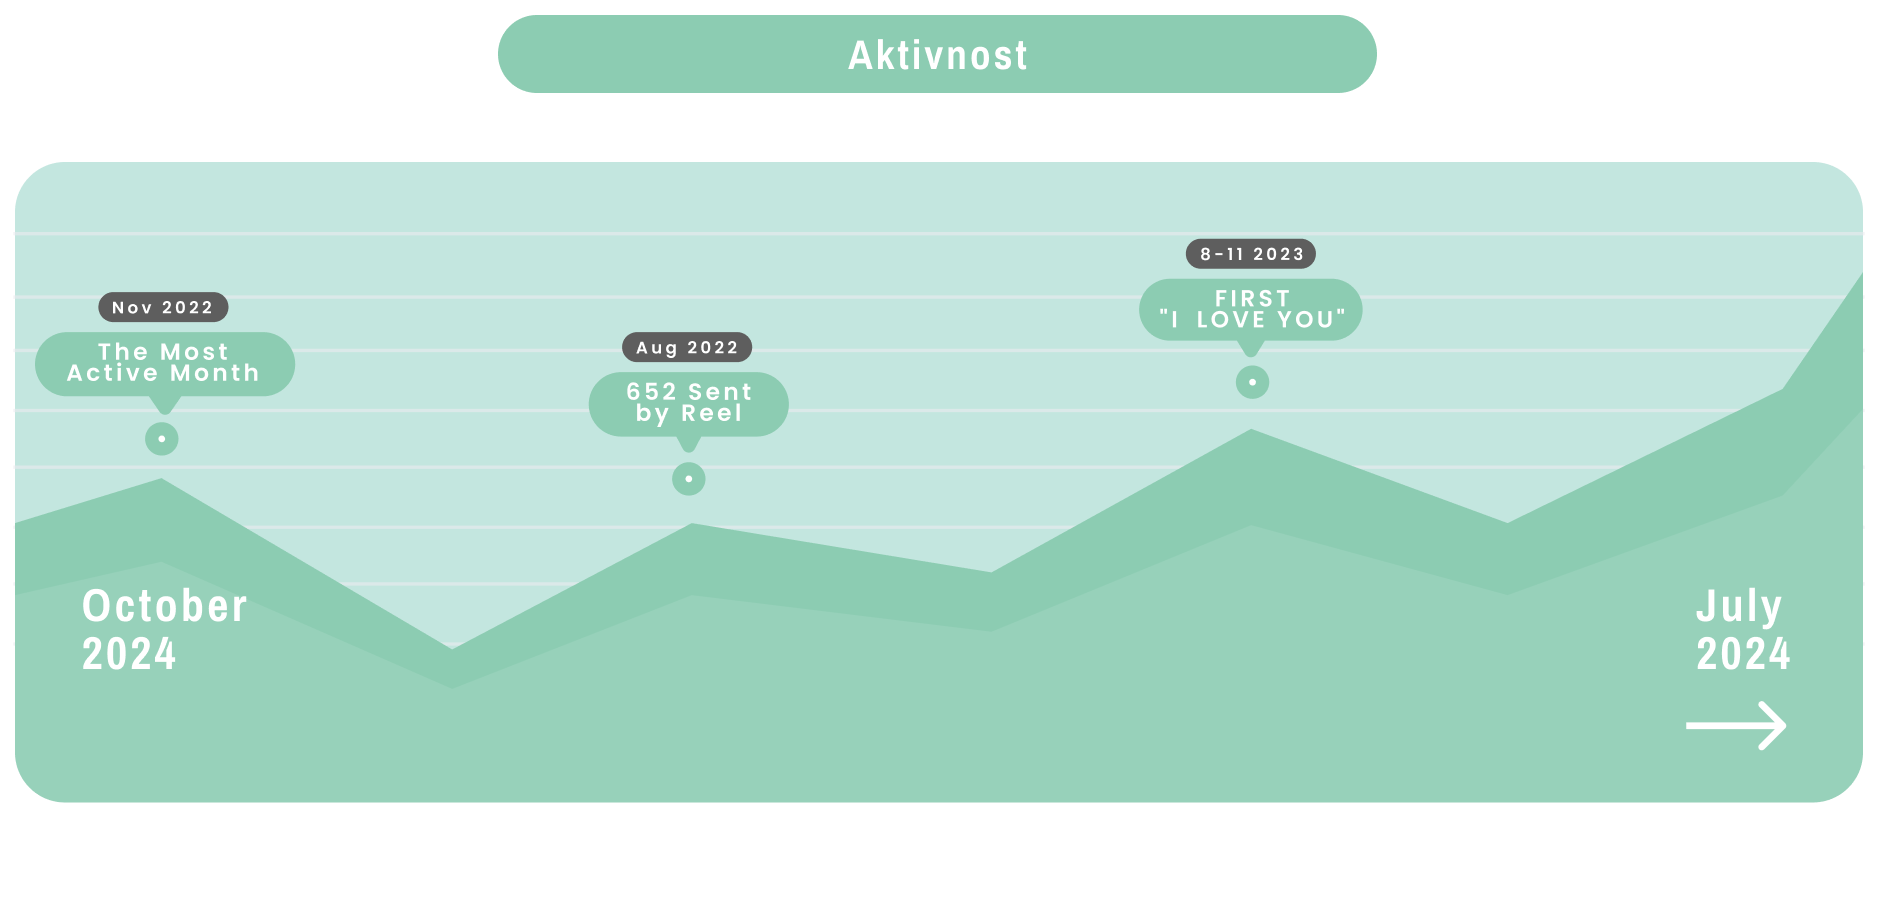 Aktivnost
Nov 2022
The Most
Active Month
Aug 2022
652 Sent
by Reel
8-11 2023
FIRST
"I LOVE YOU"
October
2024
July
2024